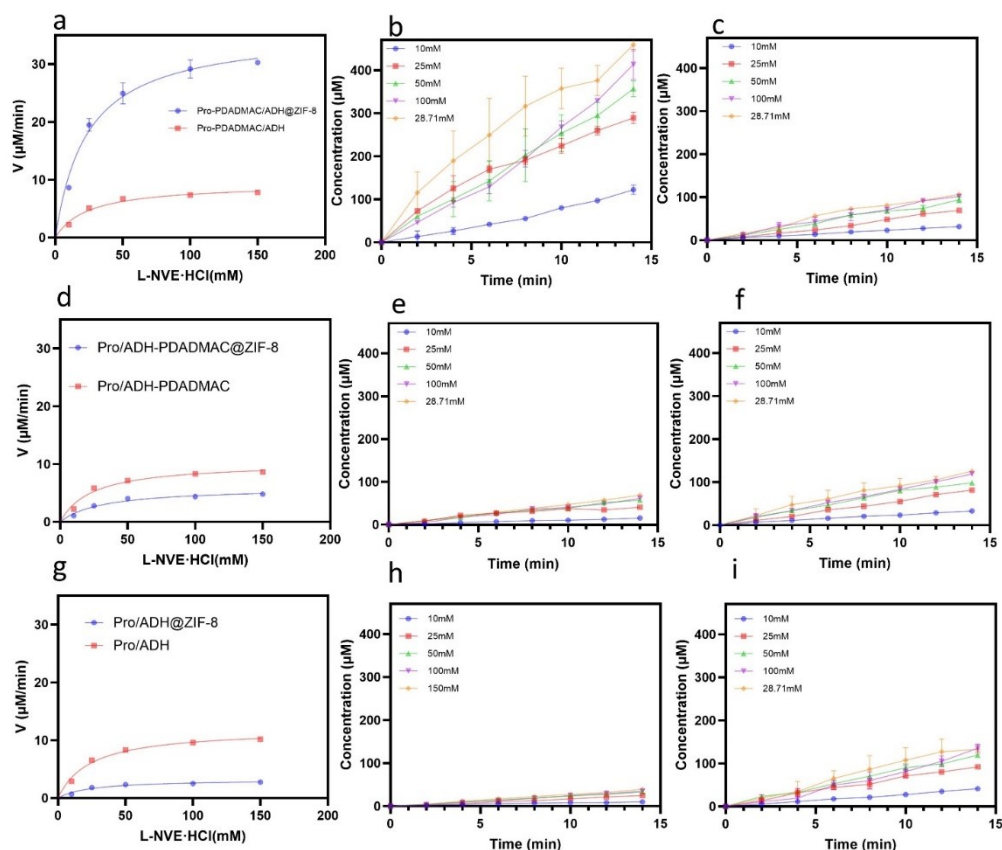 a
V (µM/min)
30
20
10
0
0 50 100 150 200
L-NVE·HCl(mM)
Pro-PDADMAC/ADH@ZIF-8
Pro-PDADMAC/ADH
b
Concentration (µM)
400
300
200
100
0
0 5 10 15
Time (min)
10mM
25mM
50mM
100mM
28.71mM
c
Concentration (µM)
400
300
200
100
0
0 5 10 15
Time (min)
10mM
25mM
50mM
100mM
28.71mM
d
V (µM/min)
30
20
10
0
0 50 100 150 200
L-NVE·HCl(mM)
Pro/ADH-PDADMAC@ZIF-8
Pro/ADH-PDADMAC
e
Concentration (µM)
400
300
200
100
0
0 5 10 15
Time (min)
10mM
25mM
50mM
100mM
28.71mM
f
Concentration (µM)
400
300
200
100
0
0 5 10 15
Time (min)
10mM
25mM
50mM
100mM
28.71mM
g
V (µM/min)
30
20
10
0
0 50 100 150 200
L-NVE·HCl(mM)
Pro/ADH@ZIF-8
Pro/ADH
h
Concentration (µM)
400
300
200
100
0
0 5 10 15
Time (min)
10mM
25mM
50mM
100mM
150mM
i
Concentration (µM)
400
300
200
100
0
0 5 10 15
Time (min)
10mM
25mM
50mM
100mM
28.71mM